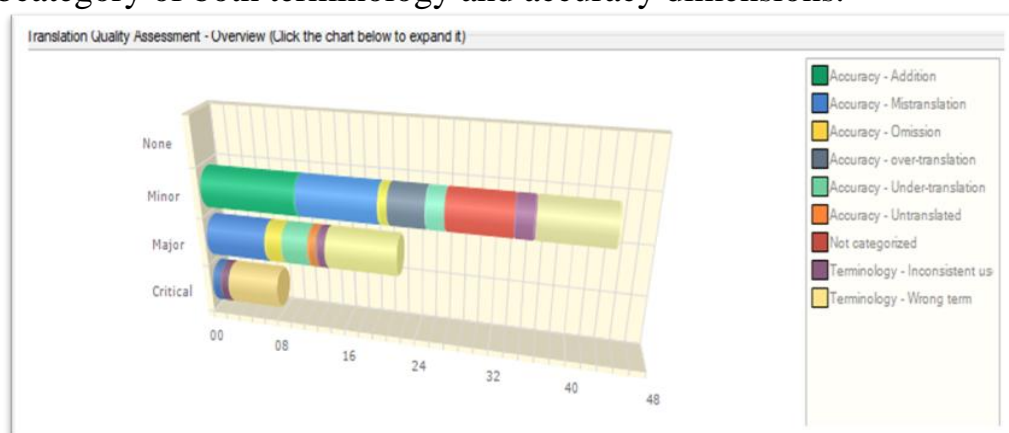 category of both terminology and accuracy dimensions.
Translation Quality Assessment - Overview (Click the chart below to expand it)
None
Minor
Major
Critical
00
08
16
24
32
40
48
Accuracy - Addition
Accuracy - Mistranslation
Accuracy - Omission
Accuracy - over-translation
Accuracy - Under-translation
Accuracy - Untranslated
Not categorized
Terminology - Inconsistent us
Terminology - Wrong term